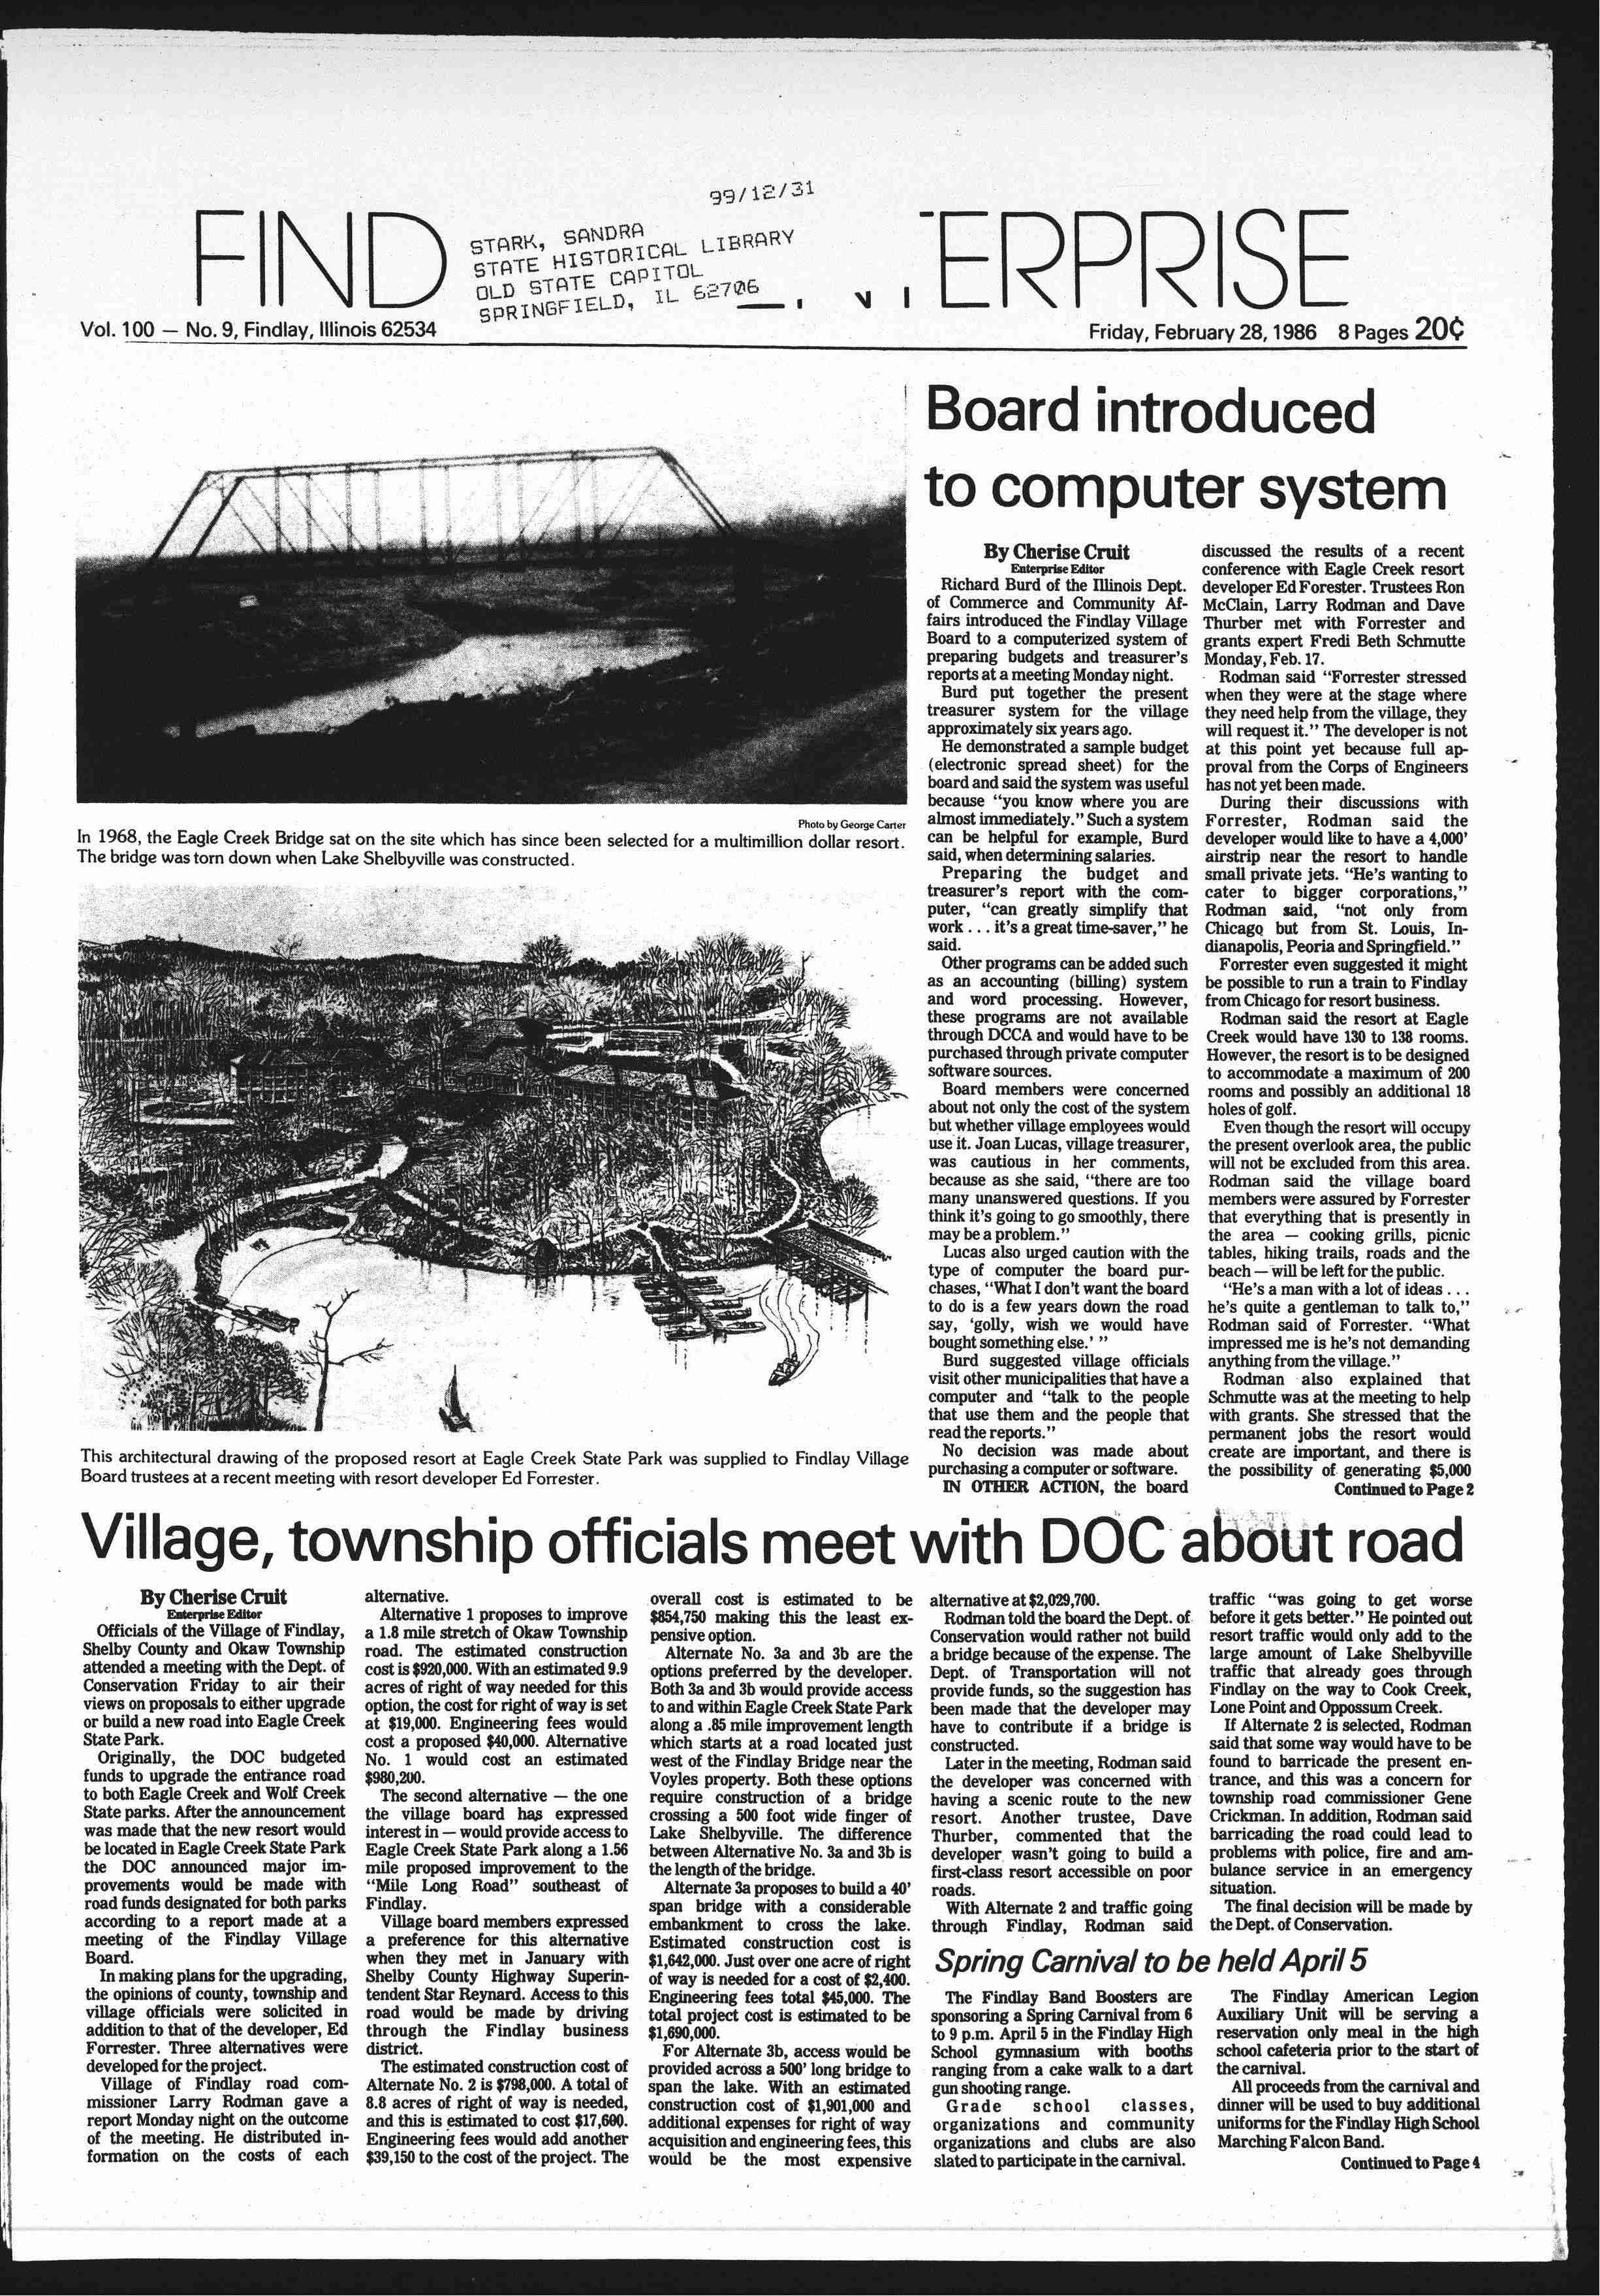 99/12/31
STARK, SANDRA
STATE HISTORICAL LIBRARY
OLD STATE CAPITOL
SPRINGFIELD, IL 62706
FIND
ERPRISE
Vol. 100 — No. 9, Findlay, Illinois 62534
Friday, February 28, 1986 8 Pages 20¢
Photo by George Carter
In 1968, the Eagle Creek Bridge sat on the site which has since been selected for a multimillion dollar resort.
The bridge was torn down when Lake Shelbyville was constructed.
This architectural drawing of the proposed resort at Eagle Creek State Park was supplied to Findlay Village
Board trustees at a recent meeting with resort developer Ed Forrester.
Board introduced
to computer system
By Cherise Cruit
Enterprise Editor
Richard Burd of the Illinois Dept.
of Commerce and Community Af-
fairs introduced the Findlay Village
Board to a computerized system of
preparing budgets and treasurer's
reports at a meeting Monday night.
Burd put together the present
treasurer system for the village
approximately six years ago.
He demonstrated a sample budget
(electronic spread sheet) for the
board and said the system was useful
because "you know where you are
almost immediately." Such a system
can be helpful for example, Burd
said, when determining salaries.
Preparing the budget and
treasurer's report with the com-
puter, "can greatly simplify that
work . . . it's a great time-saver," he
said.
Other programs can be added such
as an accounting (billing) system
and word processing. However,
these programs are not available
through DCCA and would have to be
purchased through private computer
software sources.
Board members were concerned
about not only the cost of the system
but whether village employees would
use it. Joan Lucas, village treasurer,
was cautious in her comments,
because as she said, "there are too
many unanswered questions. If you
think it's going to go smoothly, there
may be a problem."
Lucas also urged caution with the
type of computer the board pur-
chases, "What I don't want the board
to do is a few years down the road
say, 'golly, wish we would have
bought something else.' "
Burd suggested village officials
visit other municipalities that have a
computer and "talk to the people
that use them and the people that
read the reports."
No decision was made about
purchasing a computer or software.
IN OTHER ACTION, the board
discussed the results of a recent
conference with Eagle Creek resort
developer Ed Forester. Trustees Ron
McClain, Larry Rodman and Dave
Thurber met with Forrester and
grants expert Fredi Beth Schmutte
Monday, Feb. 17.
Rodman said "Forrester stressed
when they were at the stage where
they need help from the village, they
will request it." The developer is not
at this point yet because full ap-
proval from the Corps of Engineers
has not yet been made.
During their discussions with
Forrester, Rodman said the
developer would like to have a 4,000'
airstrip near the resort to handle
small private jets. "He's wanting to
cater to bigger corporations,"
Rodman said, "not only from
Chicago but from St. Louis, In-
dianapolis, Peoria and Springfield."
Forrester even suggested it might
be possible to run a train to Findlay
from Chicago for resort business.
Rodman said the resort at Eagle
Creek would have 130 to 138 rooms.
However, the resort is to be designed
to accommodate a maximum of 200
rooms and possibly an additional 18
holes of golf.
Even though the resort will occupy
the present overlook area, the public
will not be excluded from this area.
Rodman said the village board
members were assured by Forrester
that everything that is presently in
the area — cooking grills, picnic
tables, hiking trails, roads and the
beach — will be left for the public.
"He's a man with a lot of ideas . . .
he's quite a gentleman to talk to,"
Rodman said of Forrester. "What
impressed me is he's not demanding
anything from the village."
Rodman also explained that
Schmutte was at the meeting to help
with grants. She stressed that the
permanent jobs the resort would
create are important, and there is
the possibility of generating $5,000
Continued to Page 2
Village, township officials meet with DOC about road
By Cherise Cruit
Enterprise Editor
Officials of the Village of Findlay,
Shelby County and Okaw Township
attended a meeting with the Dept. of
Conservation Friday to air their
views on proposals to either upgrade
or build a new road into Eagle Creek
State Park.
Originally, the DOC budgeted
funds to upgrade the entrance road
to both Eagle Creek and Wolf Creek
State parks. After the announcement
was made that the new resort would
be located in Eagle Creek State Park
the DOC announced major im-
provements would be made with
road funds designated for both parks
according to a report made at a
meeting of the Findlay Village
Board.
In making plans for the upgrading,
the opinions of county, township and
village officials were solicited in
addition to that of the developer, Ed
Forrester. Three alternatives were
developed for the project.
Village of Findlay road com-
missioner Larry Rodman gave a
report Monday night on the outcome
of the meeting. He distributed in-
formation on the costs of each
alternative.
Alternative 1 proposes to improve
a 1.8 mile stretch of Okaw Township
road. The estimated construction
cost is $920,000. With an estimated 9.9
acres of right of way needed for this
option, the cost for right of way is set
at $19,000. Engineering fees would
cost a proposed $40,000. Alternative
No. 1 would cost an estimated
$980,200.
The second alternative — the one
the village board has expressed
interest in — would provide access to
Eagle Creek State Park along a 1.56
mile proposed improvement to the
"Mile Long Road" southeast of
Findlay.
Village board members expressed
a preference for this alternative
when they met in January with
Shelby County Highway Superin-
tendent Star Reynard. Access to this
road would be made by driving
through the Findlay business
district.
The estimated construction cost of
Alternate No. 2 is $798,000. A total of
8.8 acres of right of way is needed,
and this is estimated to cost $17,600.
Engineering fees would add another
$39,150 to the cost of the project. The
overall cost is estimated to be
$854,750 making this the least ex-
pensive option.
Alternate No. 3a and 3b are the
options preferred by the developer.
Both 3a and 3b would provide access
to and within Eagle Creek State Park
along a .85 mile improvement length
which starts at a road located just
west of the Findlay Bridge near the
Voyles property. Both these options
require construction of a bridge
crossing a 500 foot wide finger of
Lake Shelbyville. The difference
between Alternative No. 3a and 3b is
the length of the bridge.
Alternate 3a proposes to build a 40'
span bridge with a considerable
embankment to cross the lake.
Estimated construction cost is
$1,642,000. Just over one acre of right
of way is needed for a cost of $2,400.
Engineering fees total $45,000. The
total project cost is estimated to be
$1,690,000.
For Alternate 3b, access would be
provided across a 500' long bridge to
span the lake. With an estimated
construction cost of $1,901,000 and
additional expenses for right of way
acquisition and engineering fees, this
would be the most expensive
alternative at $2,029,700.
Rodman told the board the Dept. of
Conservation would rather not build
a bridge because of the expense. The
Dept. of Transportation will not
provide funds, so the suggestion has
been made that the developer may
have to contribute if a bridge is
constructed.
Later in the meeting, Rodman said
the developer was concerned with
having a scenic route to the new
resort. Another trustee, Dave
Thurber, commented that the
developer wasn't going to build a
first-class resort accessible on poor
roads.
With Alternate 2 and traffic going
through Findlay, Rodman said
traffic "was going to get worse
before it gets better." He pointed out
resort traffic would only add to the
large amount of Lake Shelbyville
traffic that already goes through
Findlay on the way to Cook Creek,
Lone Point and Oppossum Creek.
If Alternate 2 is selected, Rodman
said that some way would have to be
found to barricade the present en-
trance, and this was a concern for
township road commissioner Gene
Crickman. In addition, Rodman said
barricading the road could lead to
problems with police, fire and am-
bulance service in an emergency
situation.
The final decision will be made by
the Dept. of Conservation.
Spring Carnival to be held April 5
The Findlay Band Boosters are
sponsoring a Spring Carnival from 6
to 9 p.m. April 5 in the Findlay High
School gymnasium with booths
ranging from a cake walk to a dart
gun shooting range.
Grade school classes,
organizations and community
organizations and clubs are also
slated to participate in the carnival.
The Findlay American Legion
Auxiliary Unit will be serving a
reservation only meal in the high
school cafeteria prior to the start of
the carnival.
All proceeds from the carnival and
dinner will be used to buy additional
uniforms for the Findlay High School
Marching Falcon Band.
Continued to Page 4